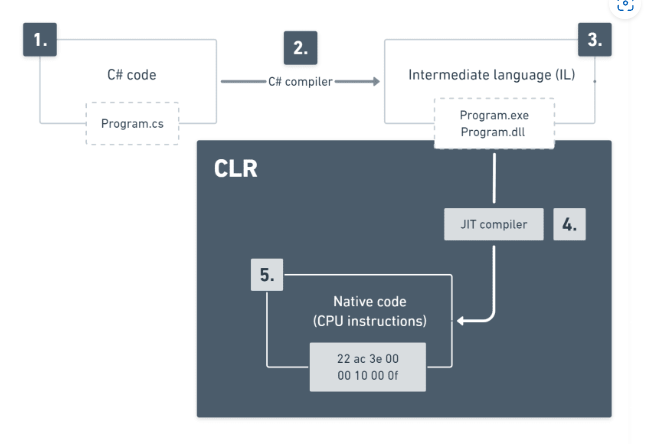 1.
C# code
Program.cs
2.
C# compiler
3.
Intermediate language (IL)
Program.exe
Program.dll
CLR
JIT compiler
4.
5.
Native code
(CPU instructions)
22 ac 3e 00
00 10 00 0f